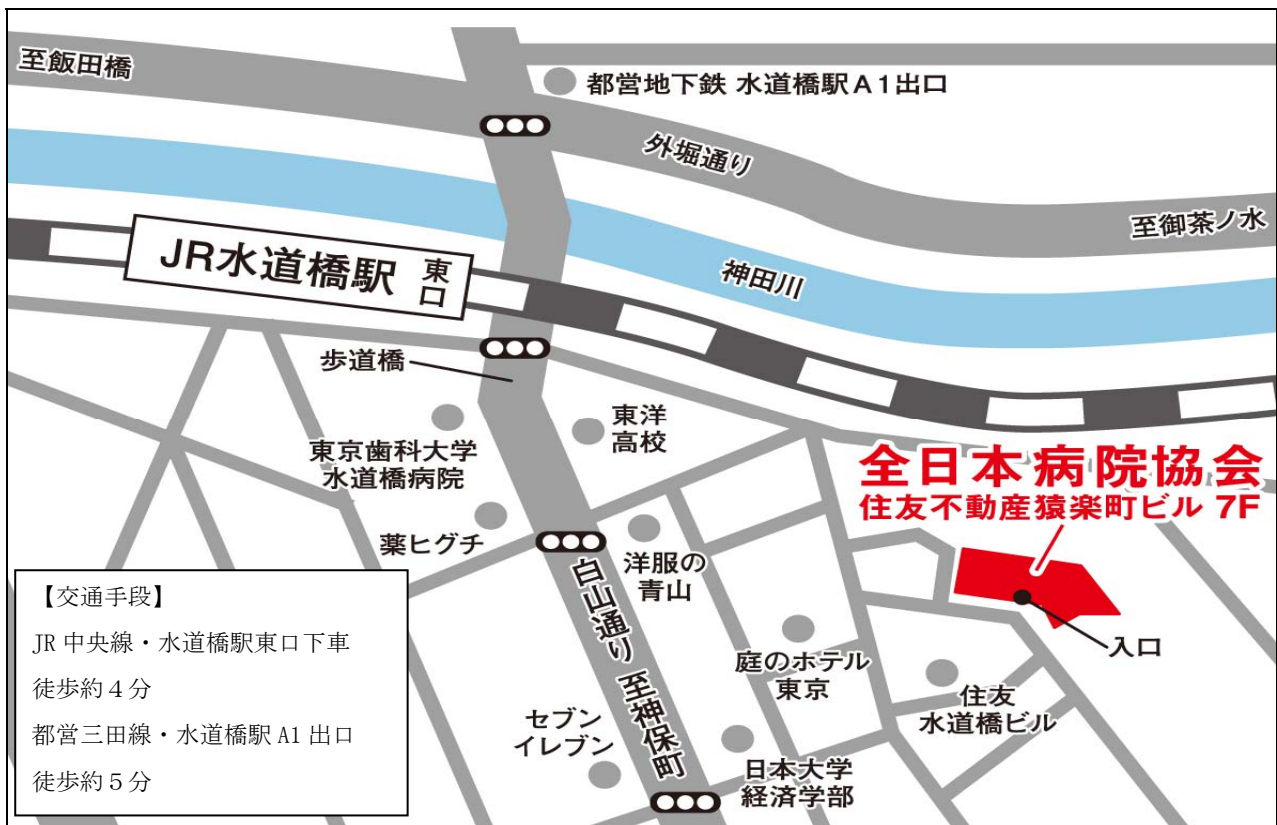 至飯田橋
都営地下鉄 水道橋駅A1出口
外堀通り
至御茶ノ水
JR水道橋駅 東口
神田川
歩道橋
東洋
高校
東京歯科大学
水道橋病院
全日本病院協会
住友不動産猿楽町ビル 7F
薬ヒグチ
洋服の
青山
白山通り 至神保町
入口
庭のホテル
東京
住友
水道橋ビル
セブン
イレブン
日本大学
経済学部
【交通手段】
JR中央線・水道橋駅東口下車
徒歩約4分
都営三田線・水道橋駅A1出口
徒歩約5分